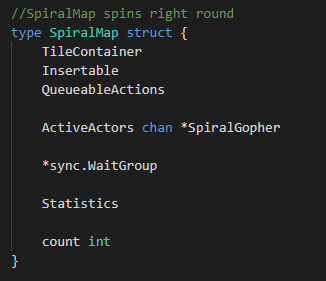 //SpiralMap spins right round
type SpiralMap struct {
TileContainer
Insertable
QueueableActions
ActiveActors chan *SpiralGopher
*sync.WaitGroup
Statistics
count int
}